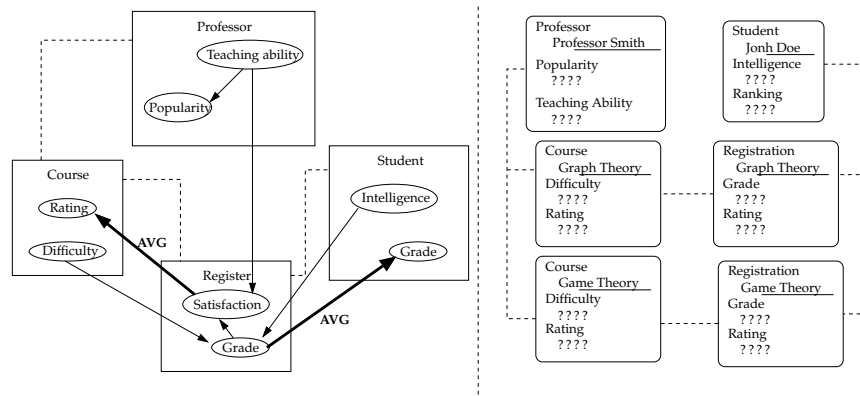 Professor
Teaching ability
Popularity
Course
Rating
Difficulty
AVG
Student
Intelligence
Grade
Register
Satisfaction
Grade
AVG
Professor
Professor Smith
Popularity
????
Teaching Ability
????
Student
Jonh Doe
Intelligence
????
Ranking
????
Course
Graph Theory
Difficulty
????
Rating
????
Registration
Graph Theory
Grade
????
Rating
????
Course
Game Theory
Difficulty
????
Rating
????
Registration
Game Theory
Grade
????
Rating
????